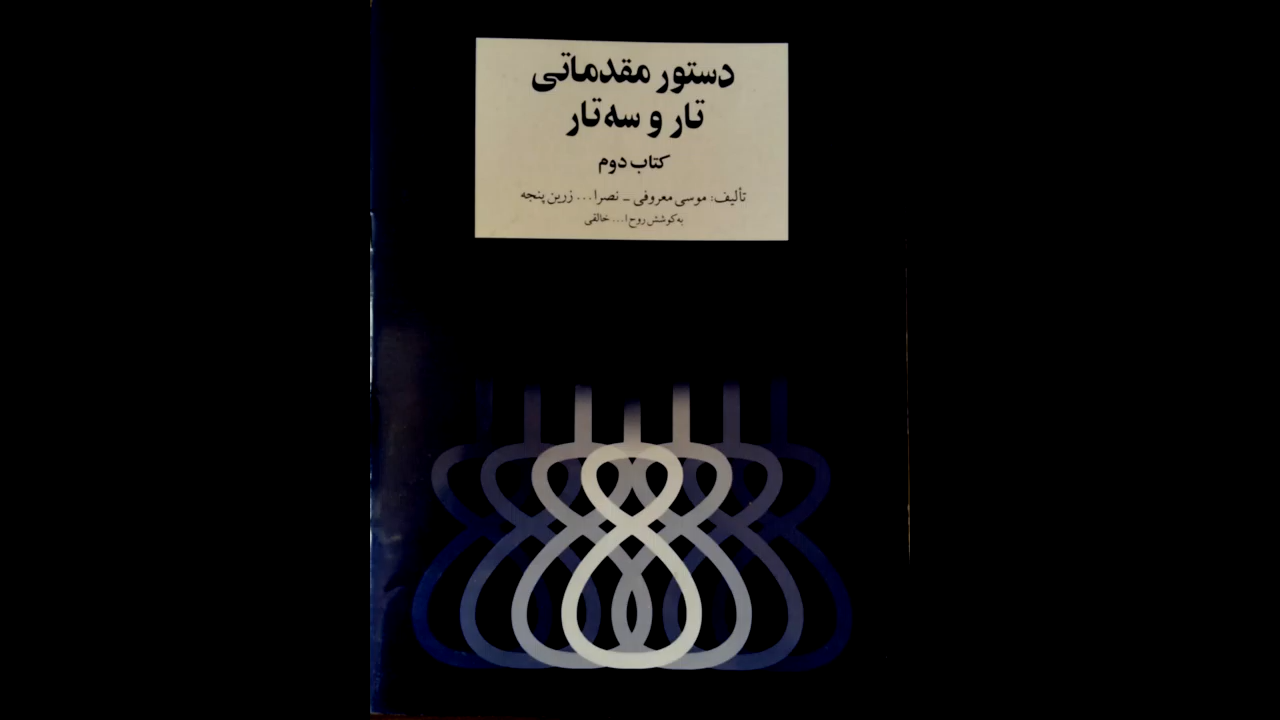 دستور مقدماتی
تار و سه‌تار
کتاب دوم
تألیف: موسی معروفی ـ نصرا... زرین پنجه
به‌کوشش روح ا... خالقی